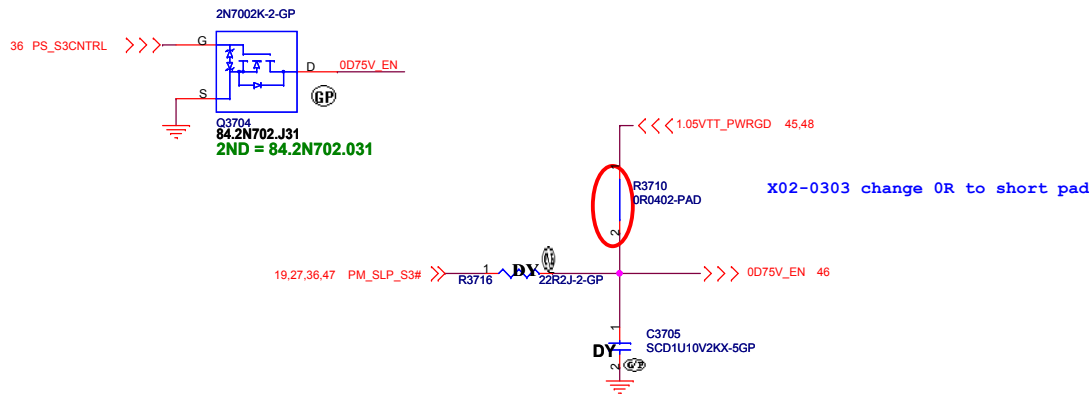 2N7002K-2-GP
36 PS_S3CNTRL
G
D
0D75V_EN
S
GP
Q3704
84.2N702.J31
2ND = 84.2N702.031
1.05VTT_PWRGD 45,48
1
R3710
0R0402-PAD
X02-0303 change 0R to short pad
2
19,27,36,47 PM_SLP_S3#
1
DY
R3716
22R2J-2-GP
0D75V_EN 46
1
C3705
SCD1U10V2KX-5GP
DY
2